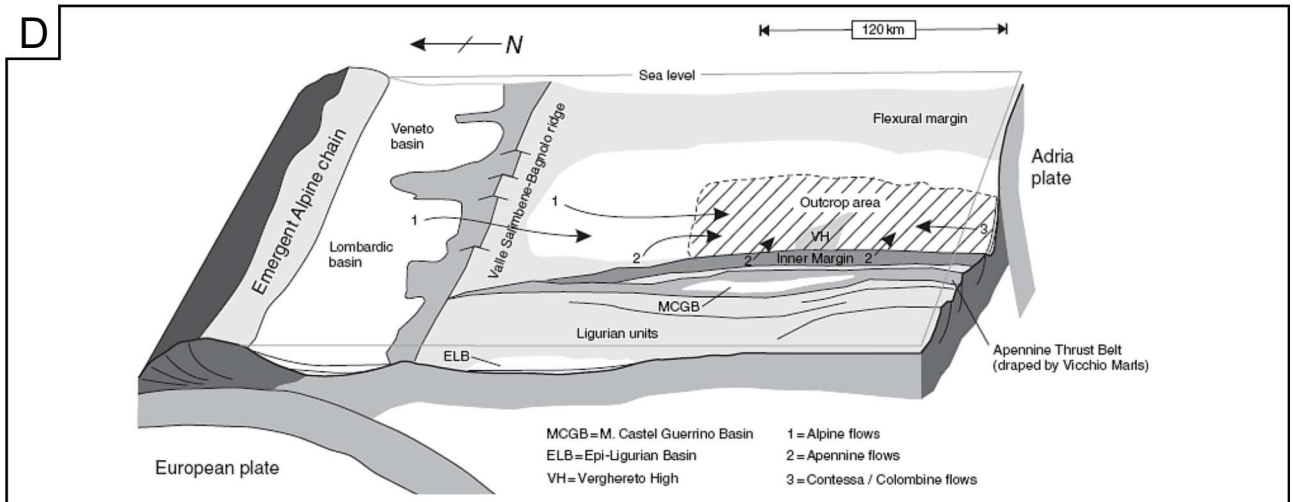 D
120 km
N
Sea level
Emergent Alpine chain
Veneto
basin
Valle Salimbene-Bagnolo ridge
Flexural margin
Adria
plate
1
1
Outcrop area
Lombardic
basin
2
VH
3
2
Inner Margin
2
MCGB
Ligurian units
ELB
Apennine Thrust Belt
(draped by Vicchio Marls)
European plate
MCGB=M. Castel Guerrino Basin
1=Alpine flows
ELB=Epi-Ligurian Basin
2=Apennine flows
VH=Verghereto High
3=Contessa / Colombine flows